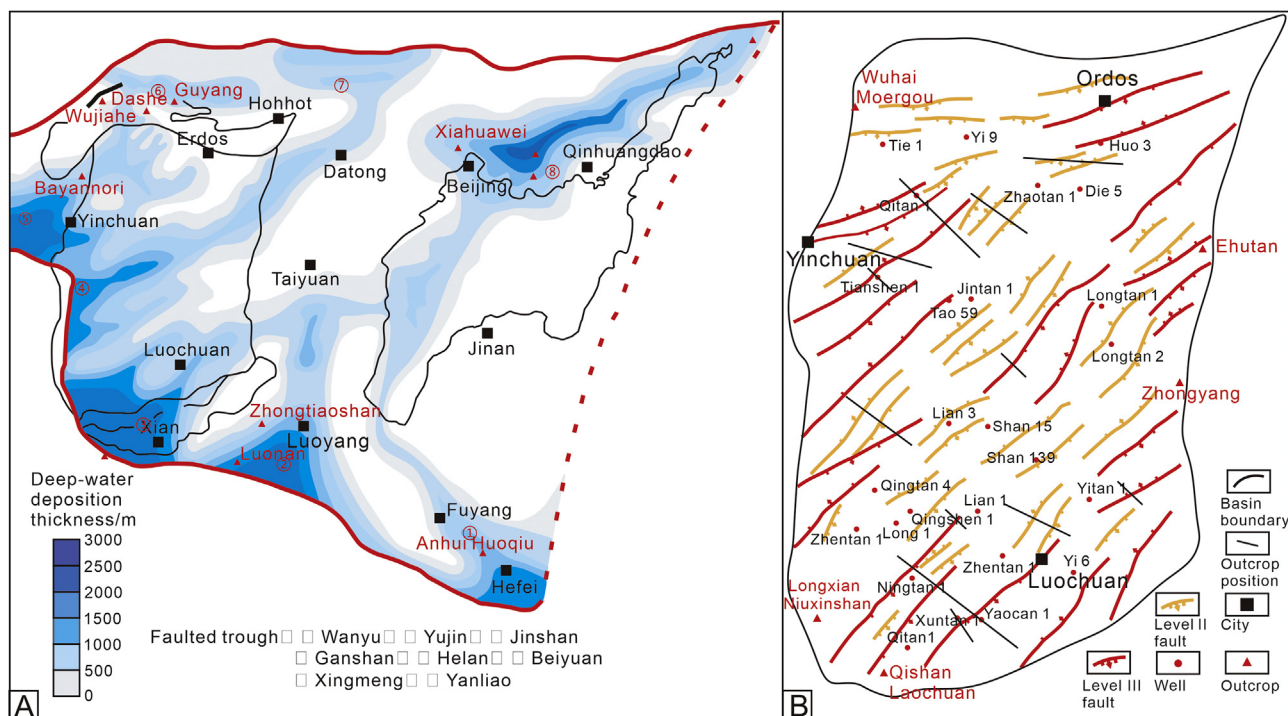 ⑥
Guyang
Dashe
Wujiahe
Hohhot
⑦
Erdos
Datong
Xiahuawei
Beijing
Qinhuangdao
⑧
Bayannori
⑤
Yinchuan
④
Taiyuan
Jinan
Luochuan
Xian
Zhongtiaoshan
Luoyang
Luonan
②
Fuyang
①
Anhui Huoqiu
Hefei
Deep-water
deposition
thickness/m
3000
2500
2000
1500
1000
500
0
Faulted trough□ □ Wanyu□ □ Yujin□ □ Jinshan
□ Ganshan□ □ Helan□ □ Beiyuan
□ Xingmeng□ □ Yanliao
A
Wuhai
Moergou
Ordos
Yi 9
Tie 1
Huo 3
Zhaotan 1
Die 5
Qitan 1
Yinchuan
Ehutan
Tianshen 1
Jintan 1
Tao 59
Longtan 1
Longtan 2
Zhongyang
Lian 3
Shan 15
Shan 139
Qingtan 4
Yitan 1
Lian 1
Qingshen 1
Long 1
Zhentan 1
Zhentan 1
Luochuan
Yi 6
Ningtan 1
Longxian
Niuxinshan
Yaocan 1
Xuntan 1
Qitan1
Qishan
Laochuan
Basin
boundary
Outcrop
position
Level II
fault
City
Level III
fault
Well
Outcrop
B